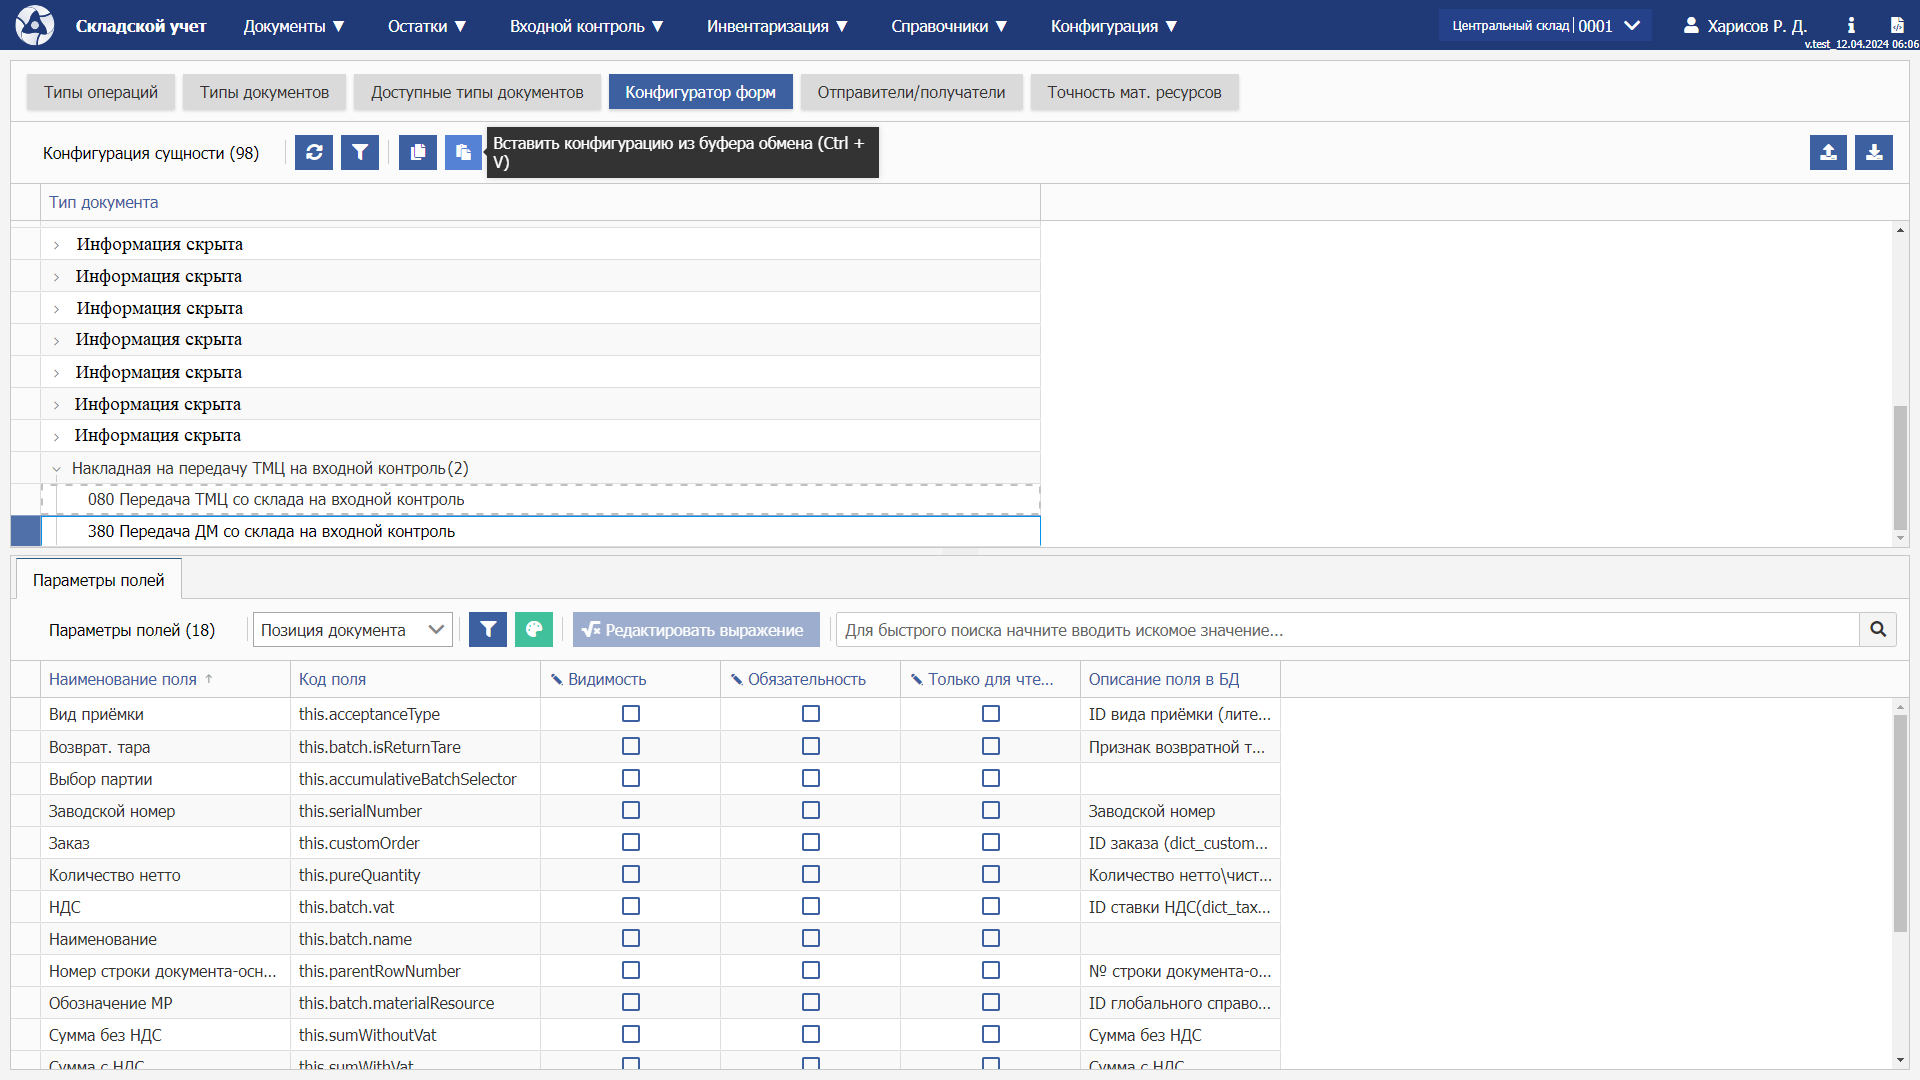 Складской учет
Документы ▼ Остатки ▼ Входной контроль ▼ Инвентаризация ▼ Справочники ▼ Конфигурация ▼
Центральный склад | 0001
Харисов Р. Д.
v.test_12.04.2024 06:06
Типы операций Типы документов Доступные типы документов Конфигуратор форм Отправители/получатели Точность мат. ресурсов
Конфигурация сущности (98)
Вставить конфигурацию из буфера обмена (Ctrl +
V)
Тип документа
Информация скрыта
Информация скрыта
Информация скрыта
Информация скрыта
Информация скрыта
Информация скрыта
Информация скрыта
Накладная на передачу ТМЦ на входной контроль(2)
080 Передача ТМЦ со склада на входной контроль
380 Передача ДМ со склада на входной контроль
Параметры полей
Параметры полей (18) Позиция документа Редактировать выражение Для быстрого поиска начните вводить искомое значение...
Наименование поля ↑ Код поля Видимость Обязательность Только для чте... Описание поля в БД
Вид приёмки this.acceptanceType ID вида приёмки (лите...
Возврат. тара this.batch.isReturnTare Признак возвратной т...
Выбор партии this.accumulativeBatchSelector
Заводской номер this.serialNumber Заводской номер
Заказ this.customOrder ID заказа (dict_custom...
Количество нетто this.pureQuantity Количество нетто\чист...
НДС this.batch.vat ID ставки НДС(dict_tax...
Наименование this.batch.name
Номер строки документа-осн... this.parentRowNumber № строки документа-о...
Обозначение МР this.batch.materialResource ID глобального справо...
Сумма без НДС this.sumWithoutVat Сумма без НДС
Сумма с НДС this.sumWithVat Сумма с НДС